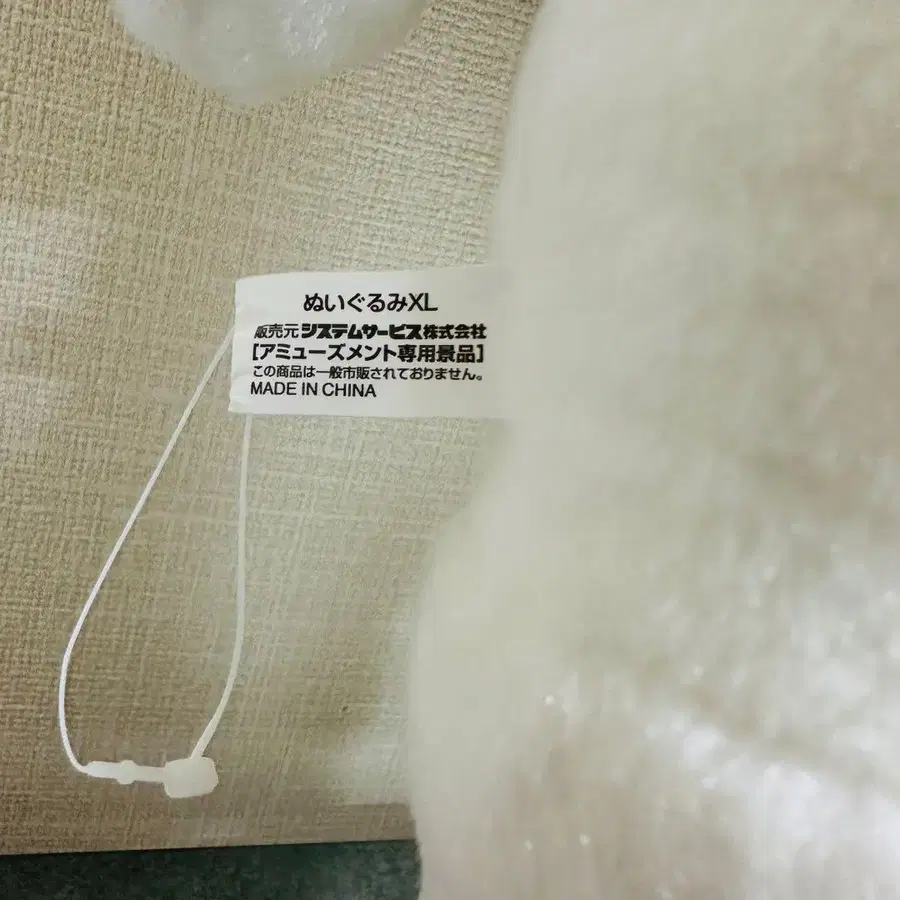 ぬいぐるみXL
販売元システムサービス株式会社
[アミューズメント専用景品]
この商品は一般市販されておりません。
MADE IN CHINA